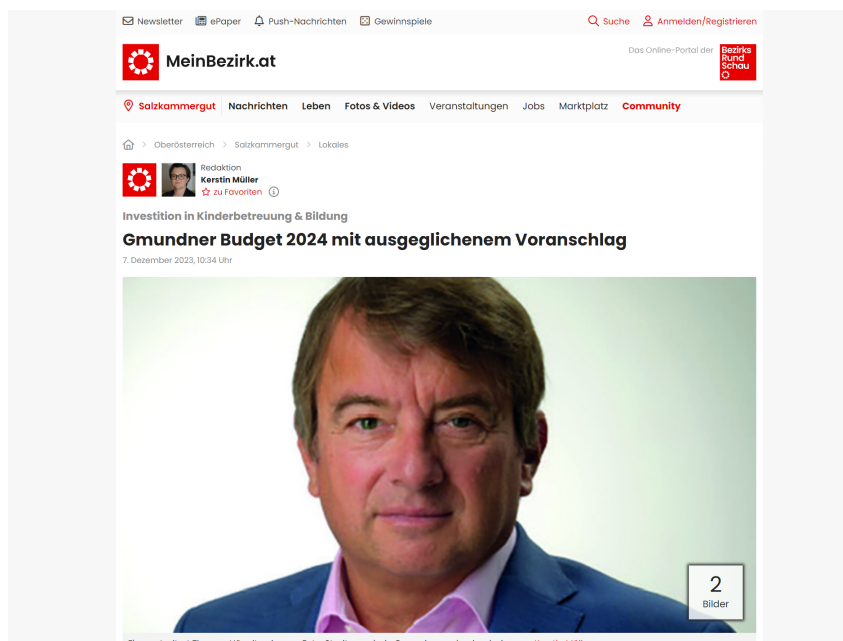 Newsletter ePaper Push-Nachrichten Gewinnspiele Suche Anmelden/Registrieren
MeinBezirk.at
Das Online-Portal der
Bezirks
Rund
Schau
Salzkammergut Nachrichten Leben Fotos & Videos Veranstaltungen Jobs Marktplatz Community
Oberösterreich > Salzkammergut > Lokales
Redaktion
Kerstin Müller
zu Favoriten
Investition in Kinderbetreuung & Bildung
Gmundner Budget 2024 mit ausgeglichenem Voranschlag
7. Dezember 2023, 10:34 Uhr
2
Bilder